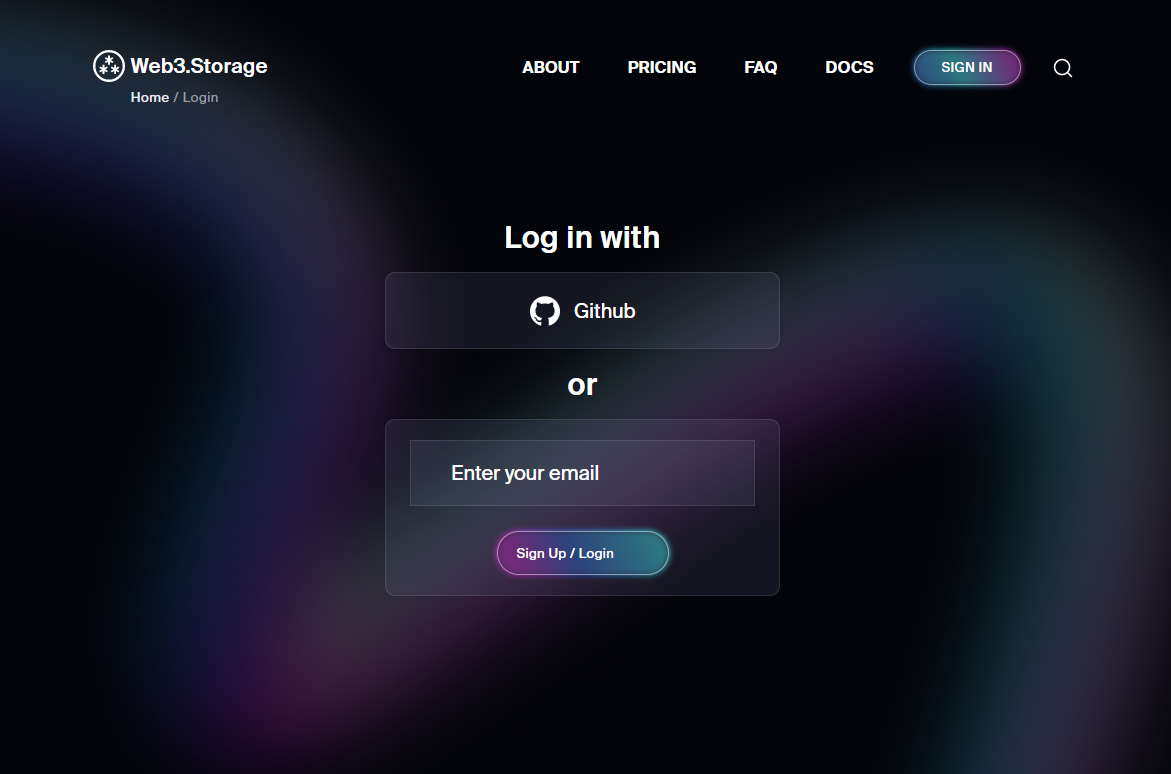 Web3.Storage
ABOUT PRICING FAQ DOCS SIGN IN
Home / Login
Log in with
Github
or
Enter your email
Sign Up / Login